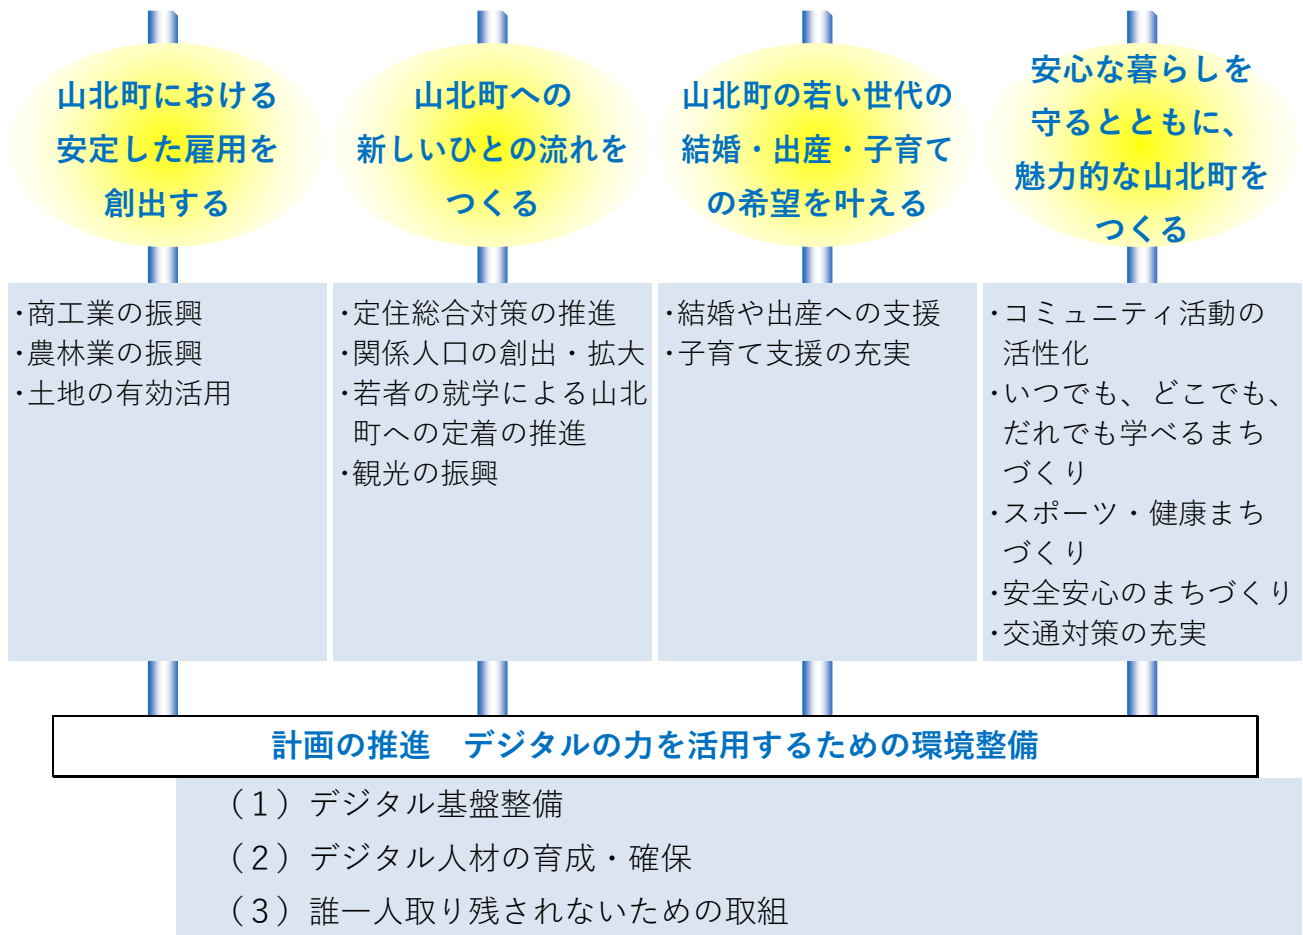 山北町における
安定した雇用を
創出する
山北町への
新しいひとの流れを
つくる
山北町の若い世代の
結婚・出産・子育て
の希望を叶える
安心な暮らしを
守るとともに、
魅力的な山北町を
つくる
・商工業の振興
・農林業の振興
・土地の有効活用
・定住総合対策の推進
・関係人口の創出・拡大
・若者の就学による山北
町への定着の推進
・観光の振興
・結婚や出産への支援
・子育て支援の充実
・コミュニティ活動の
活性化
・いつでも、どこでも、
だれでも学べるまち
づくり
・スポーツ・健康まち
づくり
・安全安心のまちづくり
・交通対策の充実
計画の推進　デジタルの力を活用するための環境整備
（１）デジタル基盤整備
（２）デジタル人材の育成・確保
（３）誰一人取り残されないための取組